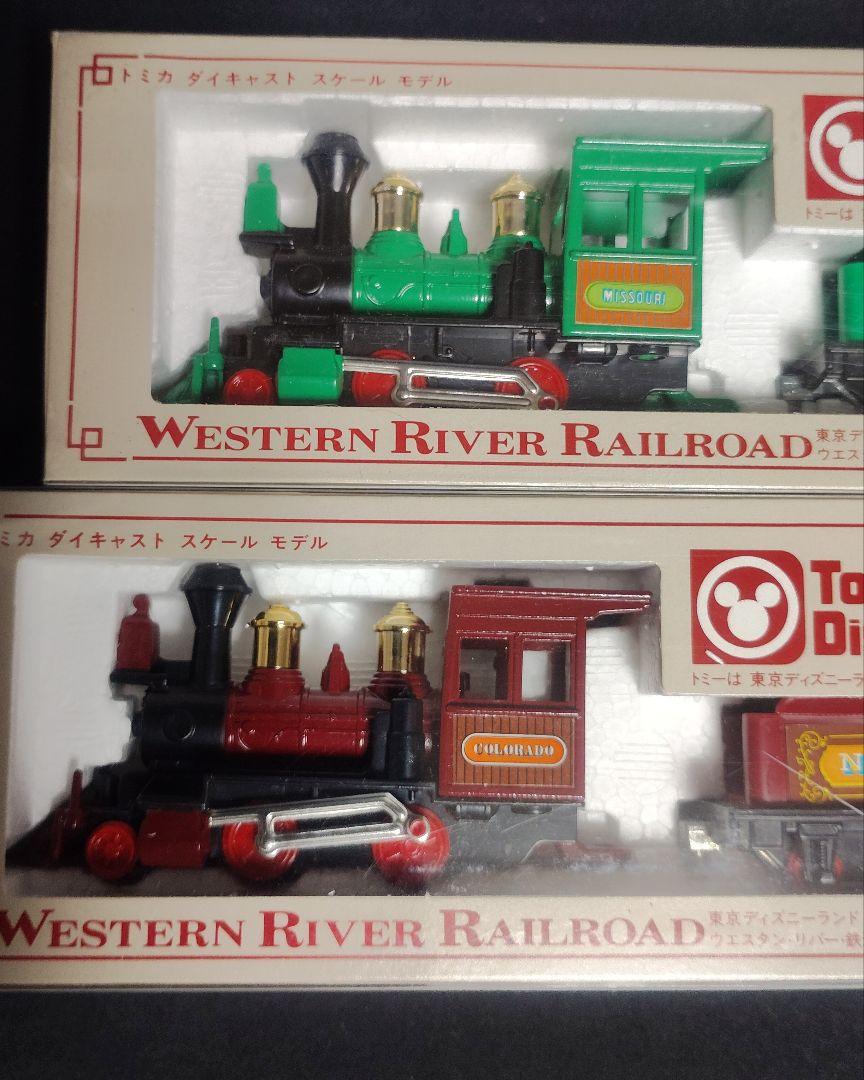 トミカ ダイキャスト スケール モデル
トミーは
MISSOURI
WESTERN RIVER RAILROAD
東京デ
ウエス
ミカ ダイキャスト スケール モデル
To
Di
トミーは 東京ディズニーラ
COLORADO
N
WESTERN RIVER RAILROAD
東京ディズニーランド
ウエスタン・リバー・鉄